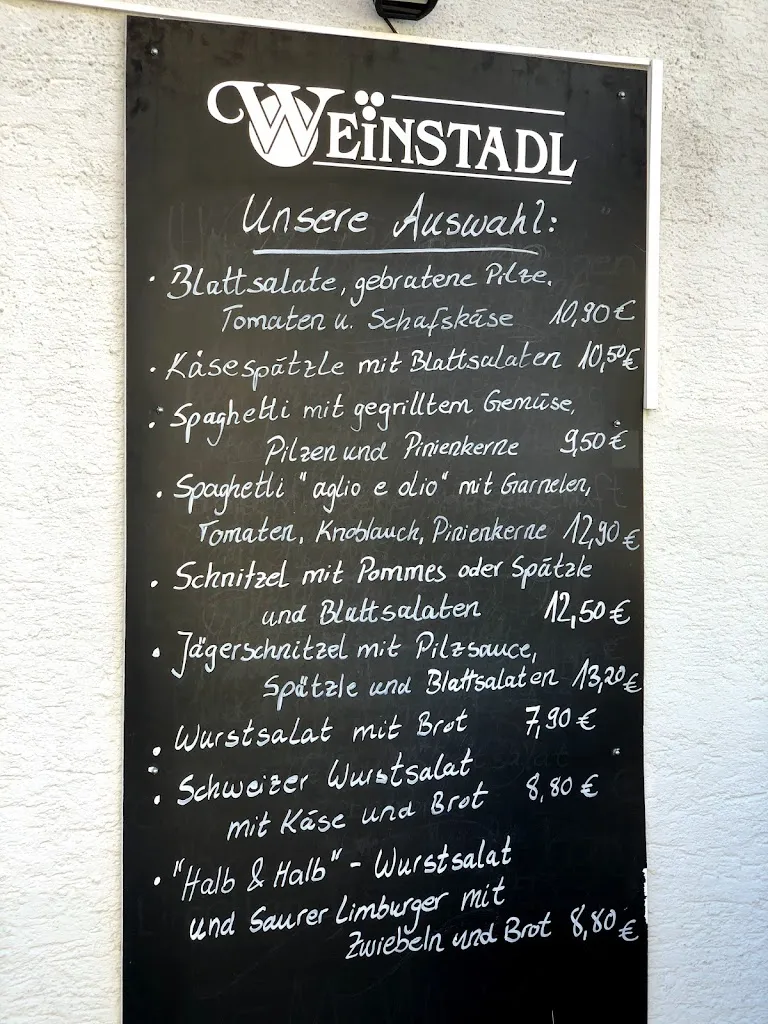 WEINSTADL
Unsere Auswahl:
· Blattsalate, gebratene Pilze.
Tomaten u. Schafskäse 10,90 €
· Käsespätzle mit Blattsalaten 10,50 €
· Spaghetti mit gegrilltem Gemüse,
Pilzen und Pinienkerne 9,50 €
· Spaghetti "aglio e olio" mit Garnelen,
Tomaten, Knoblauch, Pinienkerne 12,90 €
· Schnitzel mit Pommes oder Spätzle
und Blattsalaten 12,50 €
· Jägerschnitzel mit Pilzsauce,
Spätzle und Blattsalaten 13,20 €
· Wurstsalat mit Brot 7,90 €
· Schweizer Wurstsalat
mit Käse und Brot 8,80 €
· "Halb & Halb" - Wurstsalat
und Saurer Limburger mit
Zwiebeln und Brot 8,80 €